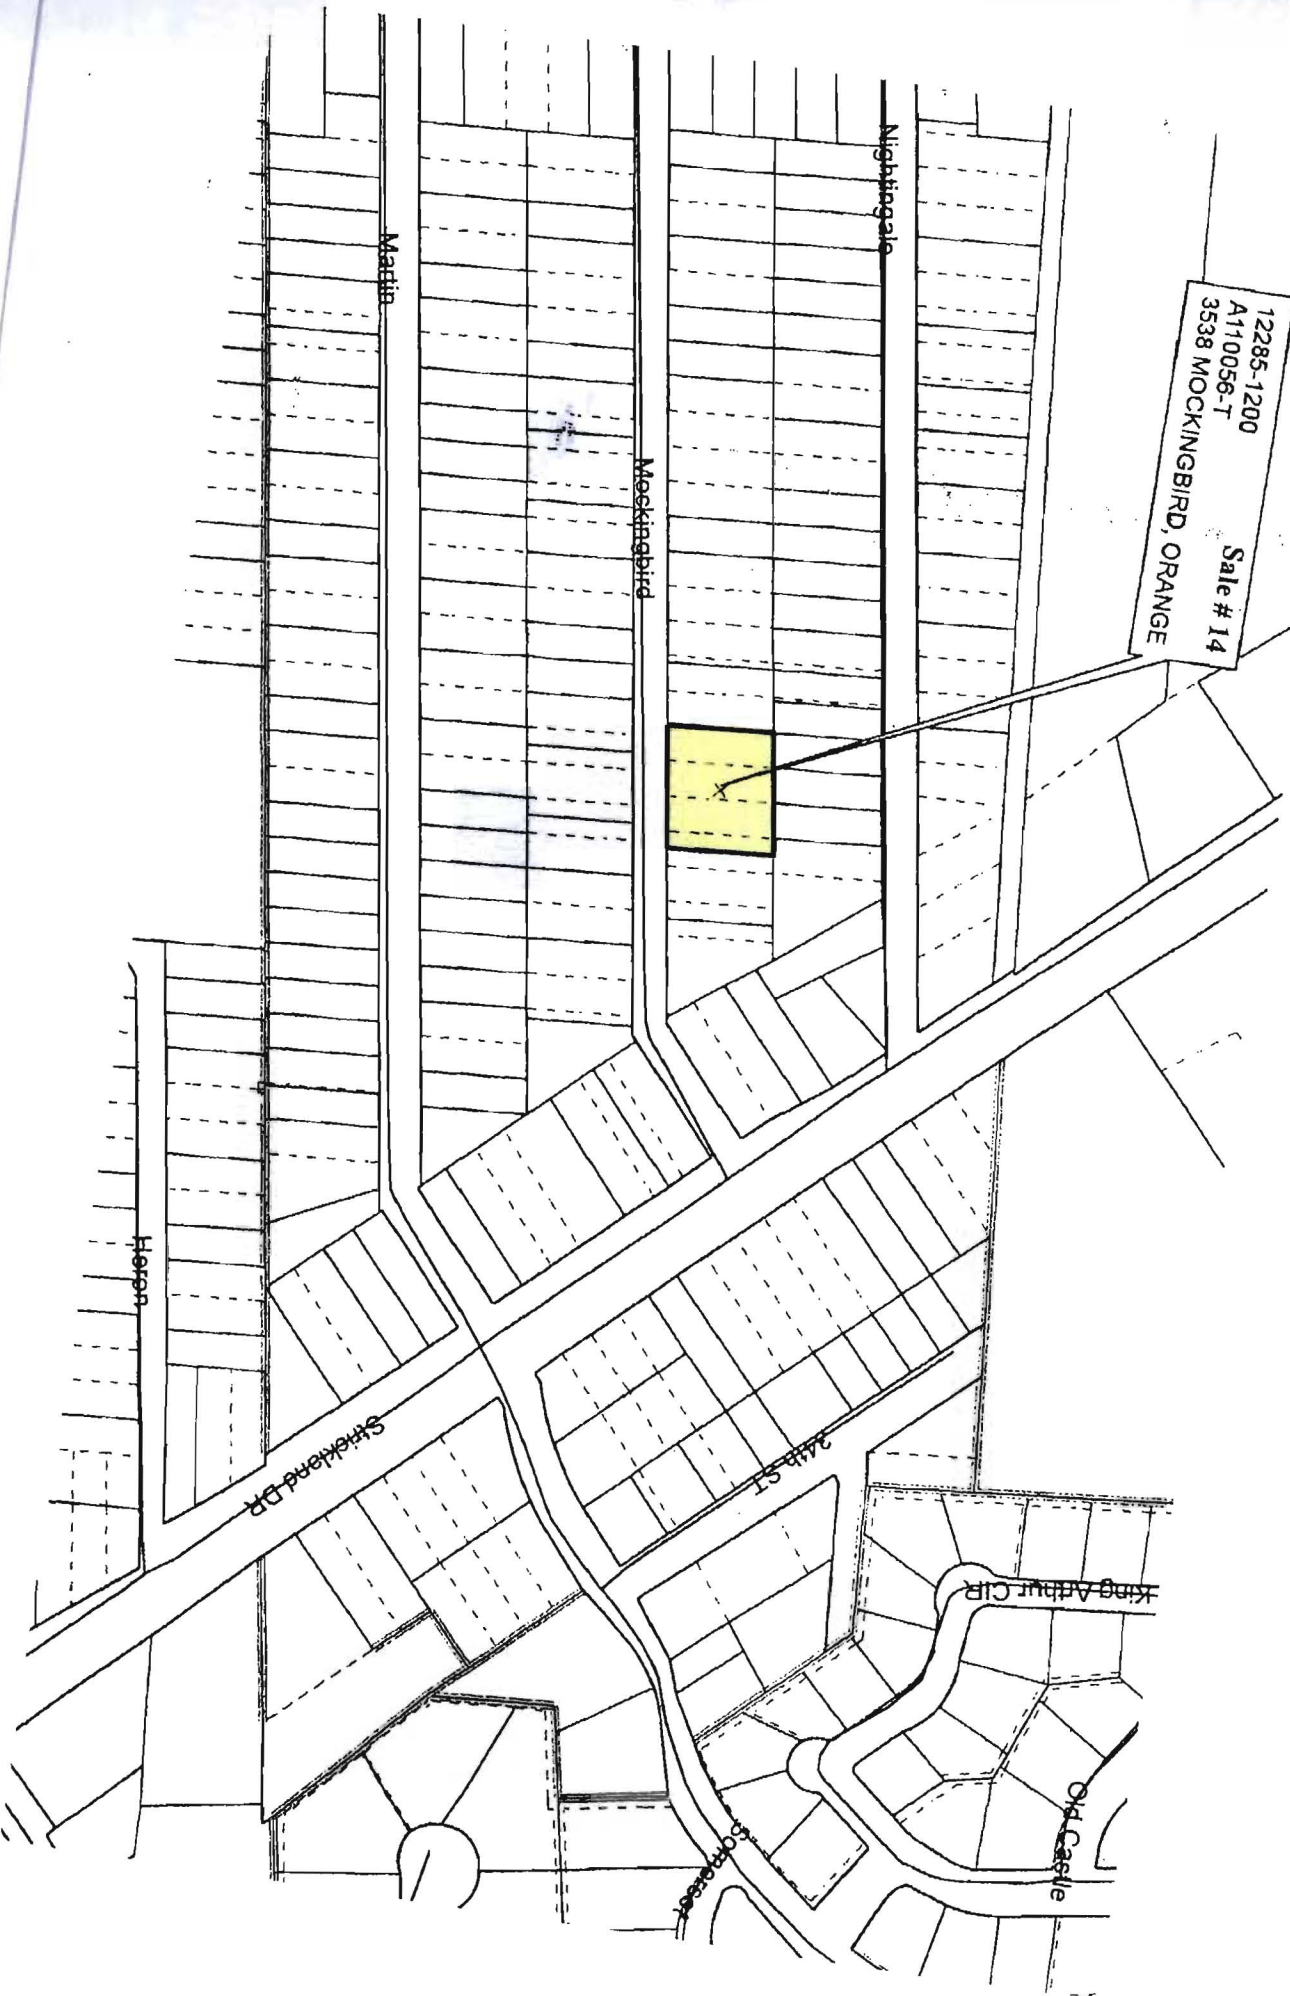 12285-1200
A110056-T Sale # 14
3538 MOCKINGBIRD, ORANGE
Nightingale
Martin
Mockingbird
Heron
Strickland DR
34th ST
King Arthur CIR
Old Castle
Somerset